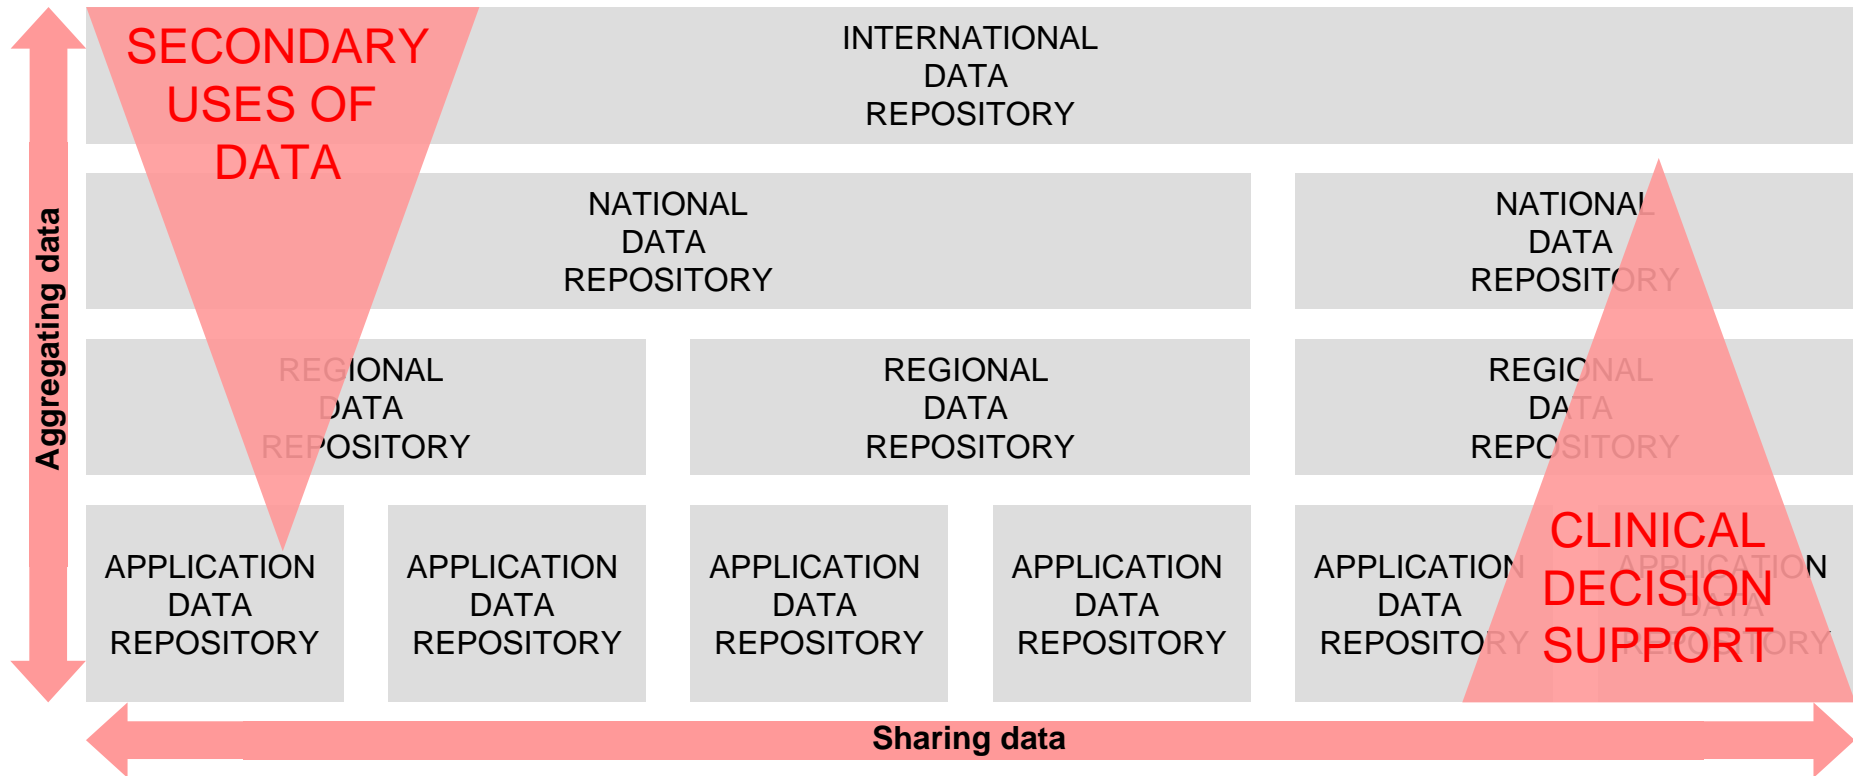 SECONDARY
USES OF
DATA
INTERNATIONAL
DATA
REPOSITORY
NATIONAL
DATA
REPOSITORY
NATIONAL
DATA
REPOSITORY
REGIONAL
DATA
REPOSITORY
REGIONAL
DATA
REPOSITORY
REGIONAL
DATA
REPOSITORY
APPLICATION
DATA
REPOSITORY
APPLICATION
DATA
REPOSITORY
APPLICATION
DATA
REPOSITORY
APPLICATION
DATA
REPOSITORY
APPLICATION
DATA
REPOSITORY
APPLICATION
DATA
REPOSITORY
CLINICAL
DECISION
SUPPORT
Aggregating data
Sharing data